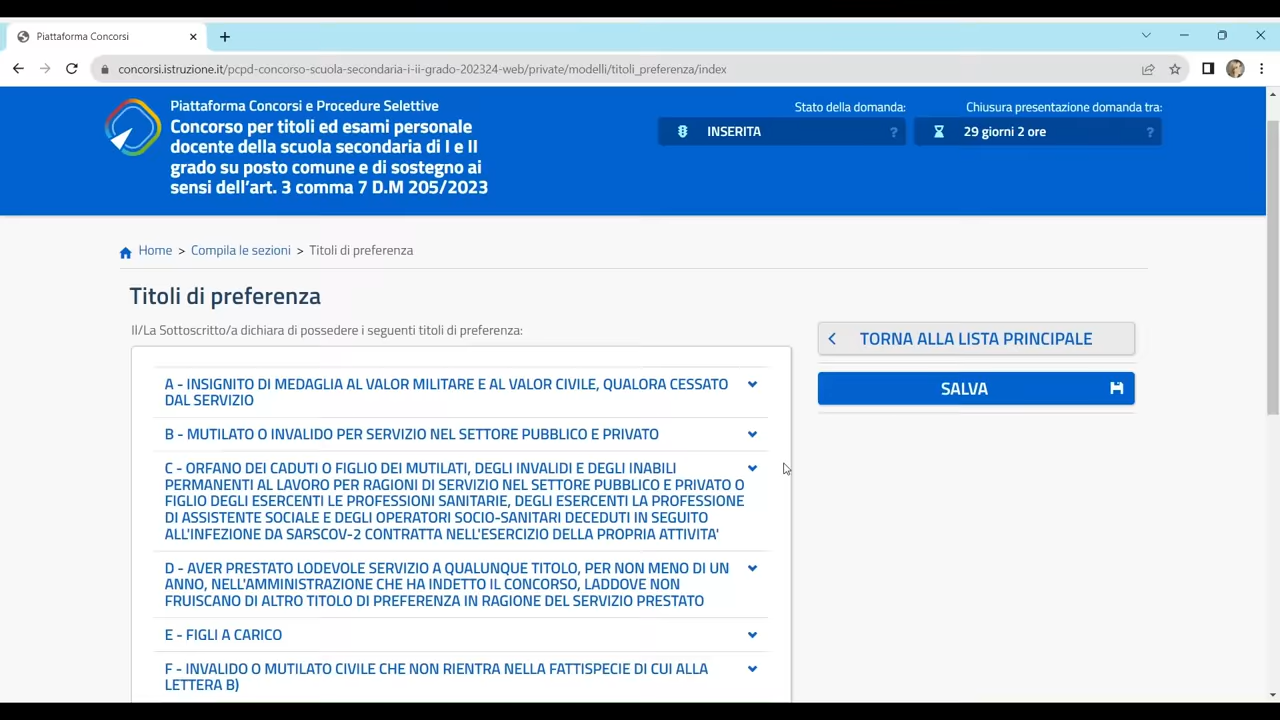 Piattaforma Concorsi
concorsi.istruzione.it/pcpd-concorso-scuola-secondaria-i-ii-grado-202324-web/private/modelli/titoli_preferenza/index
Piattaforma Concorsi e Procedure Selettive
Concorso per titoli ed esami personale
docente della scuola secondaria di I e II
grado su posto comune e di sostegno ai
sensi dell'art. 3 comma 7 D.M 205/2023
Stato della domanda:
INSERITA ?
Chiusura presentazione domanda tra:
29 giorni 2 ore ?
Home > Compila le sezioni > Titoli di preferenza
Titoli di preferenza
Il/La Sottoscritto/a dichiara di possedere i seguenti titoli di preferenza:
A - INSIGNITO DI MEDAGLIA AL VALOR MILITARE E AL VALOR CIVILE, QUALORA CESSATO
DAL SERVIZIO
B - MUTILATO O INVALIDO PER SERVIZIO NEL SETTORE PUBBLICO E PRIVATO
C - ORFANO DEI CADUTI O FIGLIO DEI MUTILATI, DEGLI INVALIDI E DEGLI INABILI
PERMANENTI AL LAVORO PER RAGIONI DI SERVIZIO NEL SETTORE PUBBLICO E PRIVATO O
FIGLIO DEGLI ESERCENTI LE PROFESSIONI SANITARIE, DEGLI ESERCENTI LA PROFESSIONE
DI ASSISTENTE SOCIALE E DEGLI OPERATORI SOCIO-SANITARI DECEDUTI IN SEGUITO
ALL'INFEZIONE DA SARSCOV-2 CONTRATTA NELL'ESERCIZIO DELLA PROPRIA ATTIVITA'
D - AVER PRESTATO LODEVOLE SERVIZIO A QUALUNQUE TITOLO, PER NON MENO DI UN
ANNO, NELL'AMMINISTRAZIONE CHE HA INDETTO IL CONCORSO, LADDOVE NON
FRUISCANO DI ALTRO TITOLO DI PREFERENZA IN RAGIONE DEL SERVIZIO PRESTATO
E - FIGLI A CARICO
F - INVALIDO O MUTILATO CIVILE CHE NON RIENTRA NELLA FATTISPECIE DI CUI ALLA
LETTERA B)
TORNA ALLA LISTA PRINCIPALE
SALVA